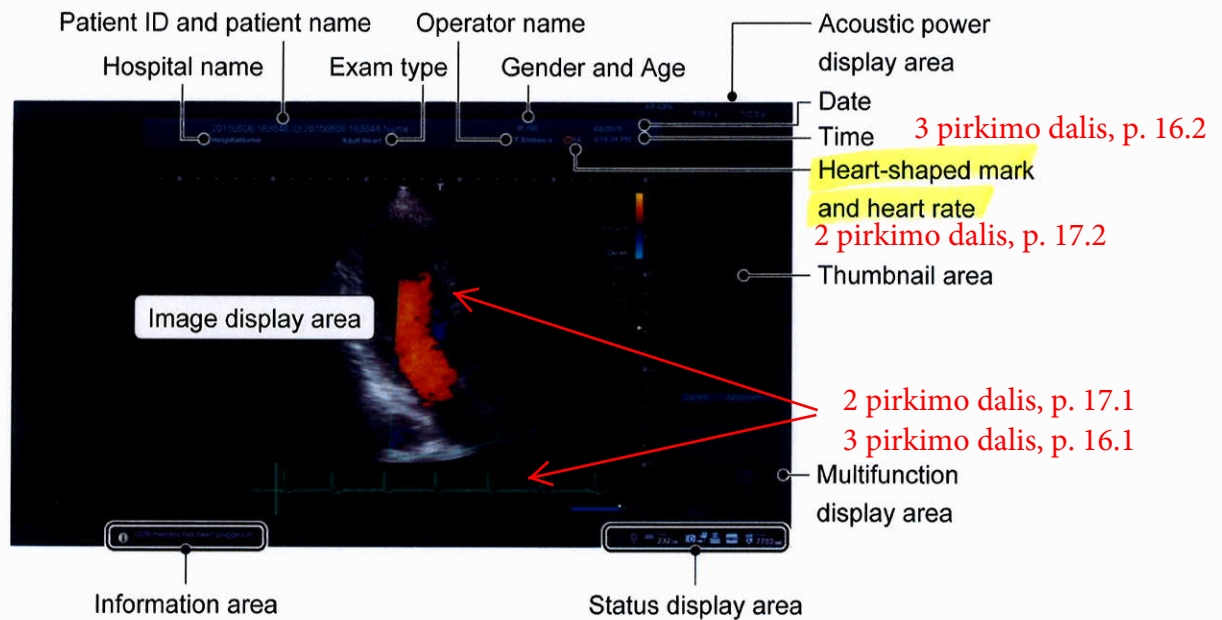 Patient ID and patient name
Operator name
Acoustic power
display area
Hospital name
Exam type
Gender and Age
Date
Time
3 pirkimo dalis, p. 16.2
Heart-shaped mark
and heart rate
2 pirkimo dalis, p. 17.2
Thumbnail area
Image display area
2 pirkimo dalis, p. 17.1
3 pirkimo dalis, p. 16.1
Multifunction
display area
Information area
Status display area